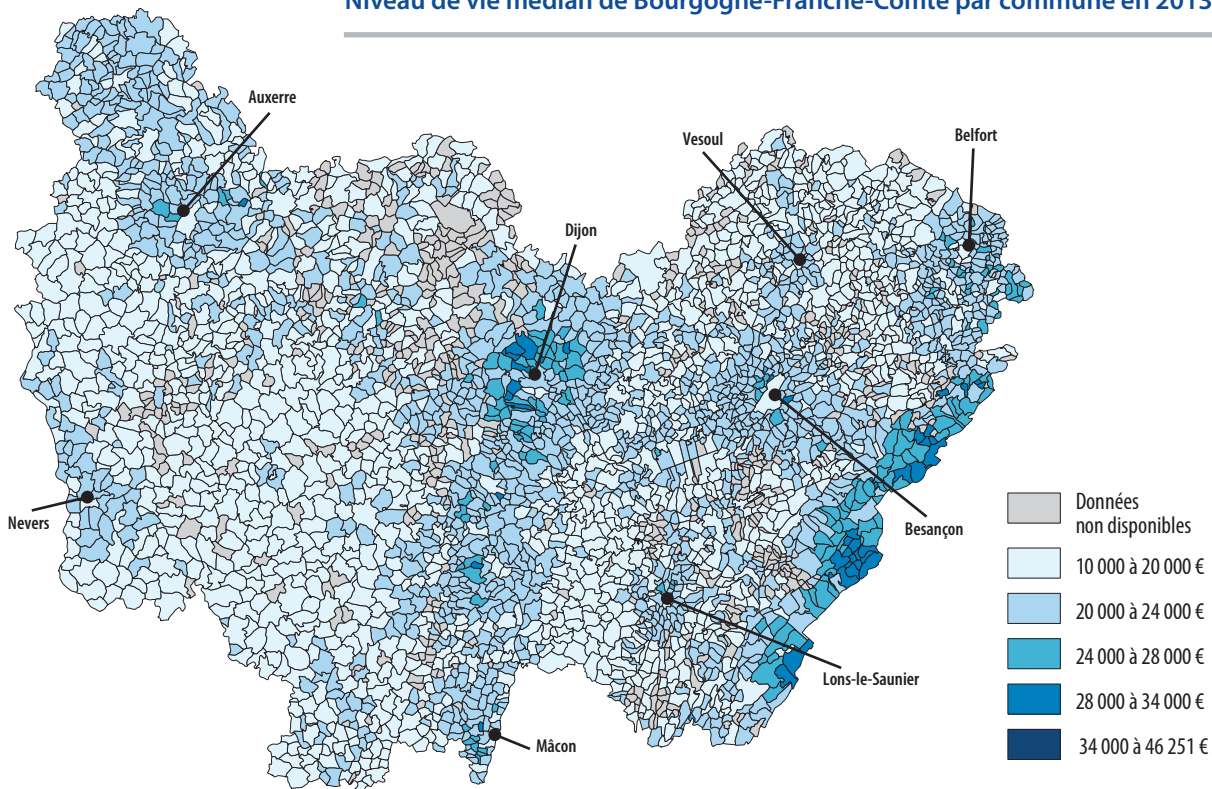 Niveau de vie médian de Bourgogne-Franche-Comté par commune en 2013
Auxerre
Vesoul
Belfort
Dijon
Nevers
Besançon
Lons-le-Saunier
Mâcon
Données
non disponibles
10 000 à 20 000 €
20 000 à 24 000 €
24 000 à 28 000 €
28 000 à 34 000 €
34 000 à 46 251 €